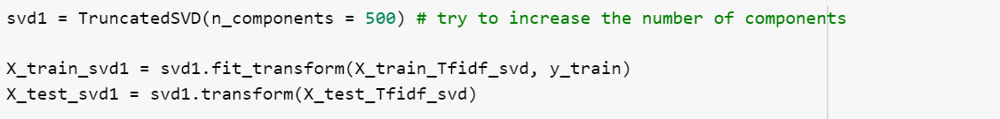 svd1 = TruncatedSVD(n_components = 500) # try to increase the number of components
X_train_svd1 = svd1.fit_transform(X_train_Tfidf_svd, y_train)
X_test_svd1 = svd1.transform(X_test_Tfidf_svd)